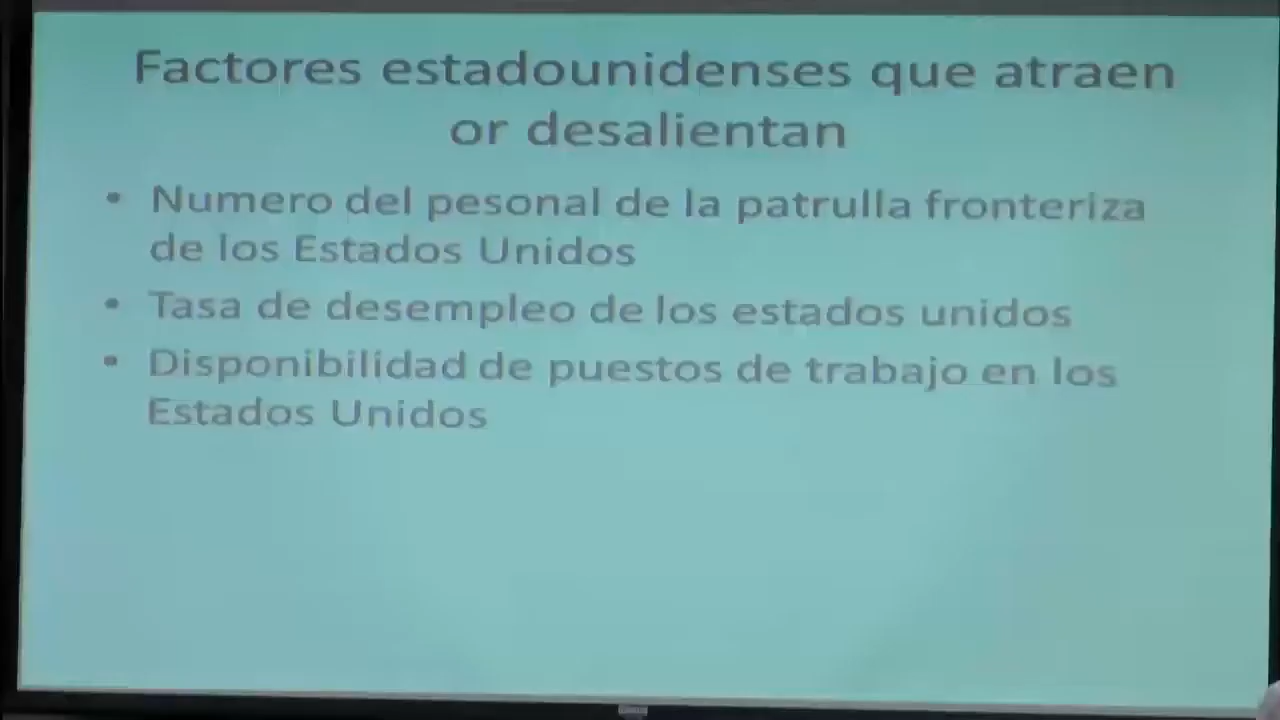 Factores estadounidenses que atraen
or desalientan
• Numero del pesonal de la patrulla fronteriza
de los Estados Unidos
• Tasa de desempleo de los estados unidos
• Disponibilidad de puestos de trabajo en los
Estados Unidos